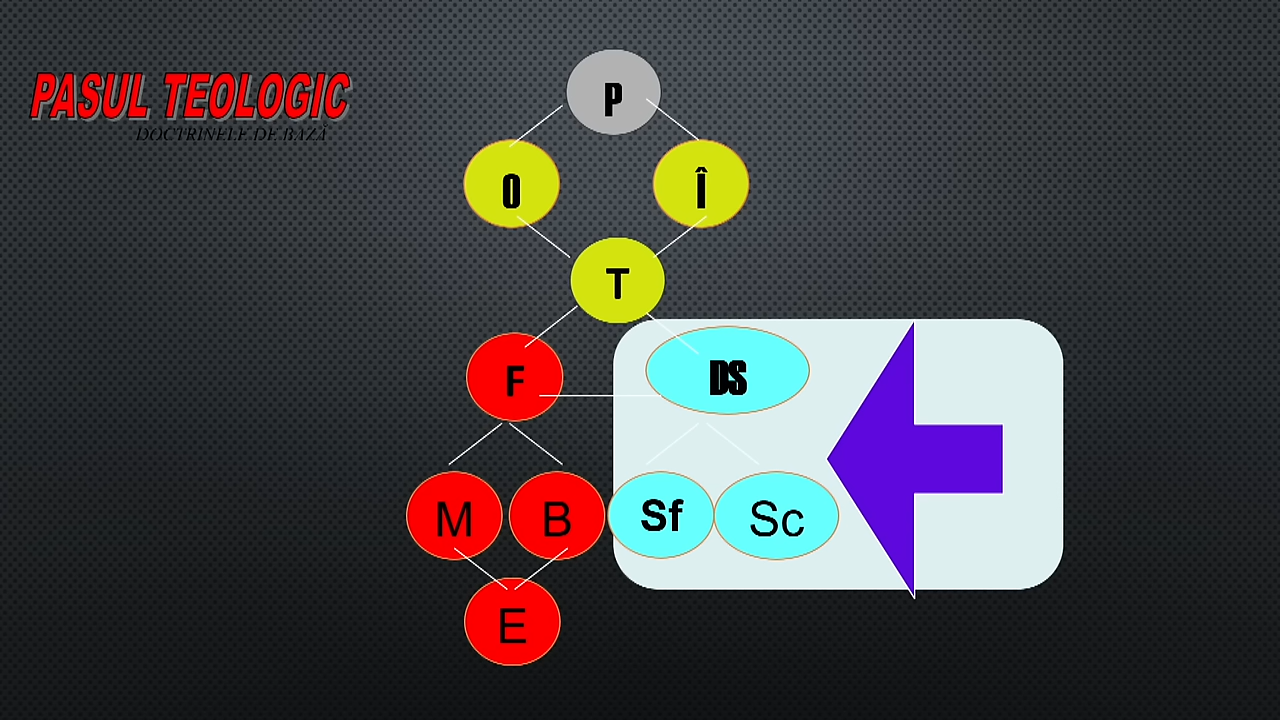 PASUL TEOLOGIC
DOCTRINELE DE BAZĂ
P
O Î
T
F DS
M B Sf Sc
E